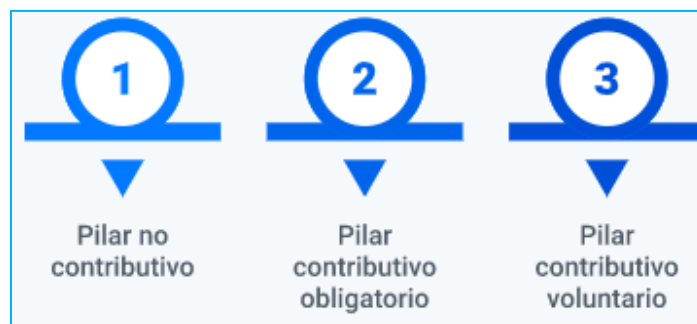 1
Pilar no
contributivo
2
Pilar
contributivo
obligatorio
3
Pilar
contributivo
voluntario